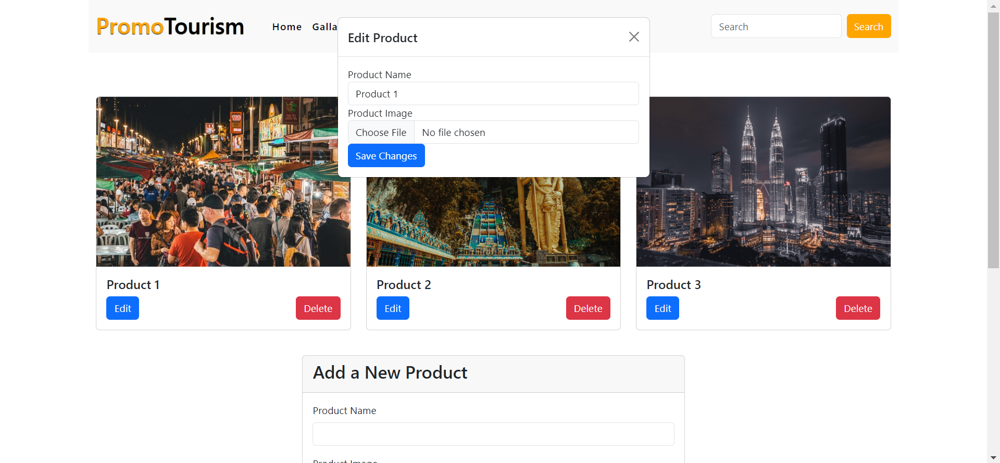 PromoTourism
Home
Galla
Search
Search
Edit Product
Product Name
Product 1
Product Image
Choose File
No file chosen
Save Changes
168
KK
Product 1
Edit
Delete
Product 2
Edit
Delete
Product 3
Edit
Delete
Add a New Product
Product Name
Product Image